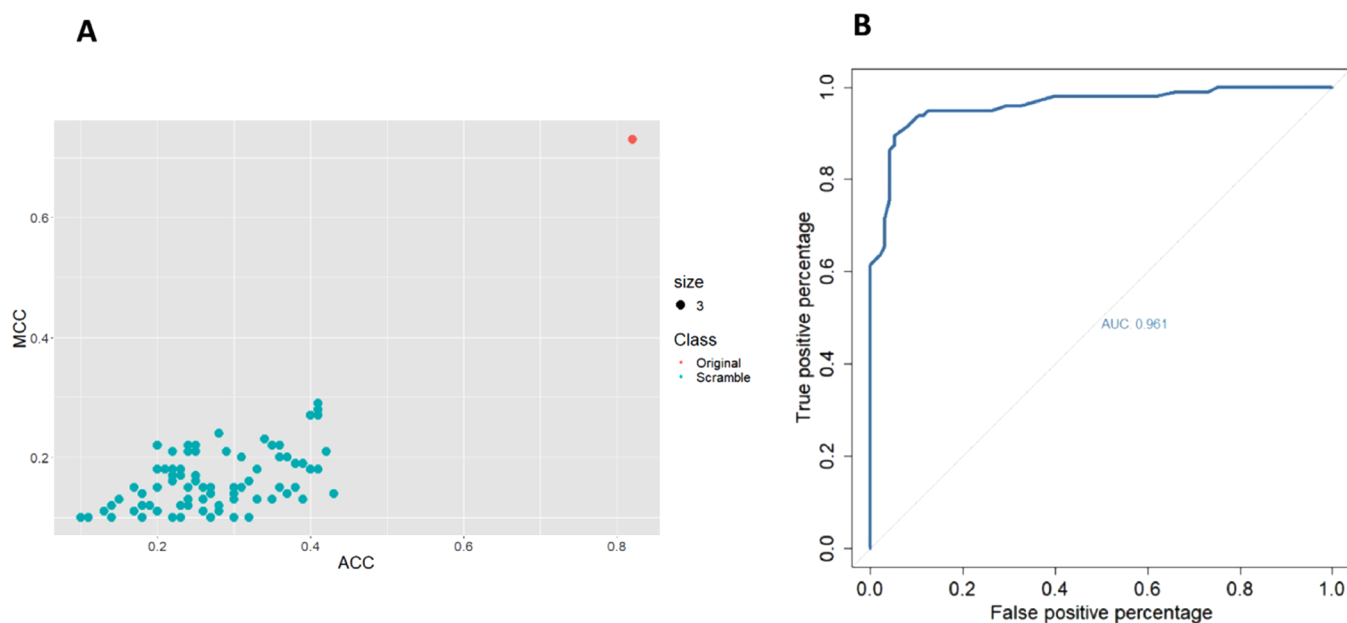 A
MCC
0.6
0.4
0.2
0.2
0.4
0.6
0.8
ACC
size
3
Class
Original
Scramble
B
True positive percentage
1.0
0.8
0.6
0.4
0.2
0.0
AUC: 0.961
0.0
0.2
0.4
0.6
0.8
1.0
False positive percentage